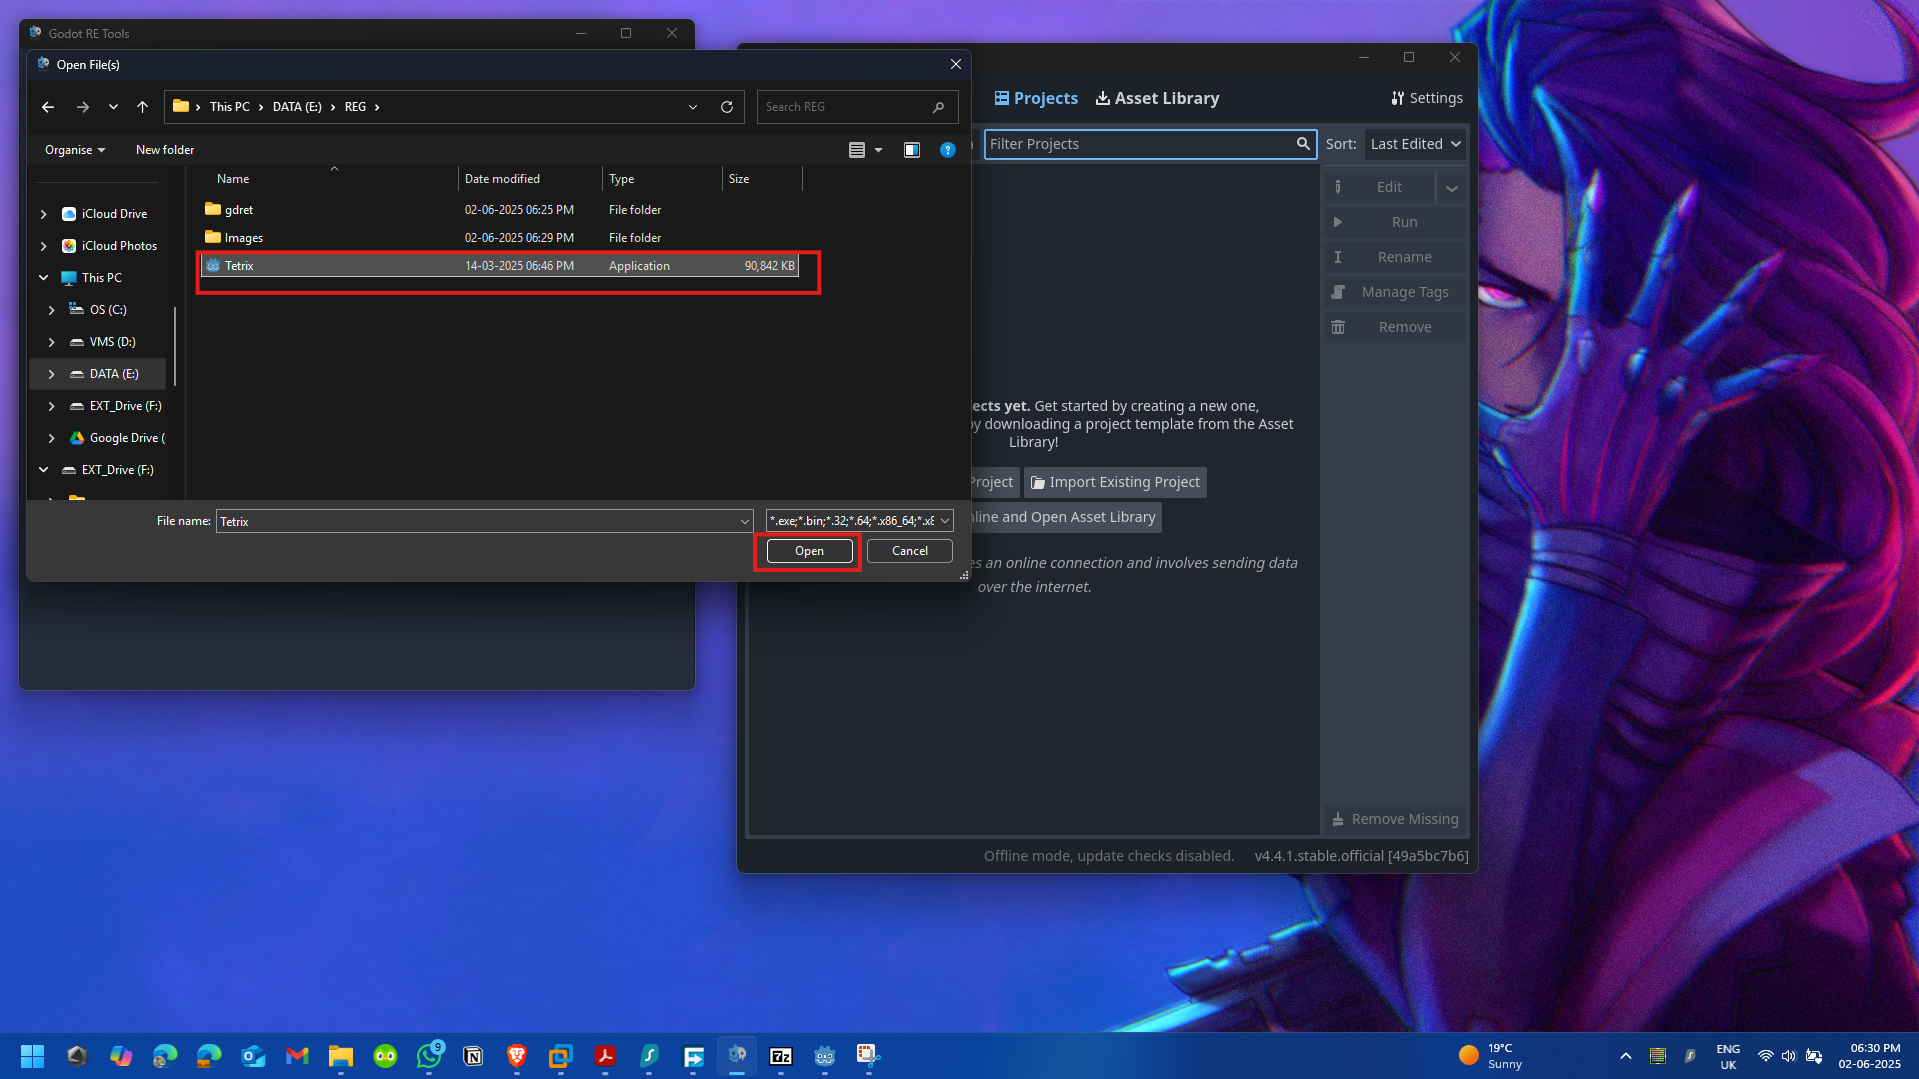 Godot RE Tools
Open File(s)
This PC
DATA (E:)
REG
Search REG
Organise
New folder
Name
Date modified
Type
Size
gdret
02-06-2025 06:25 PM
File folder
Images
02-06-2025 06:29 PM
File folder
Tetrix
14-03-2025 06:46 PM
Application
90,842 KB
iCloud Drive
iCloud Photos
This PC
OS (C:)
VMS (D:)
DATA (E:)
EXT_Drive (F:)
Google Drive (
EXT_Drive (F:)
File name:
Tetrix
*.exe;*.bin;*.32;*.64;*.x86_64;*.x8
Open
Cancel
Projects
Asset Library
Settings
Filter Projects
Sort:
Last Edited
Edit
Run
Rename
Manage Tags
Remove
ects yet. Get started by creating a new one,
y downloading a project template from the Asset
Library!
Project
Import Existing Project
line and Open Asset Library
es an online connection and involves sending data
over the internet.
Remove Missing
Offline mode, update checks disabled.
v4.4.1.stable.official [49a5bc7b6]
9
7z
19°C
Sunny
ENG
UK
06:30 PM
02-06-2025